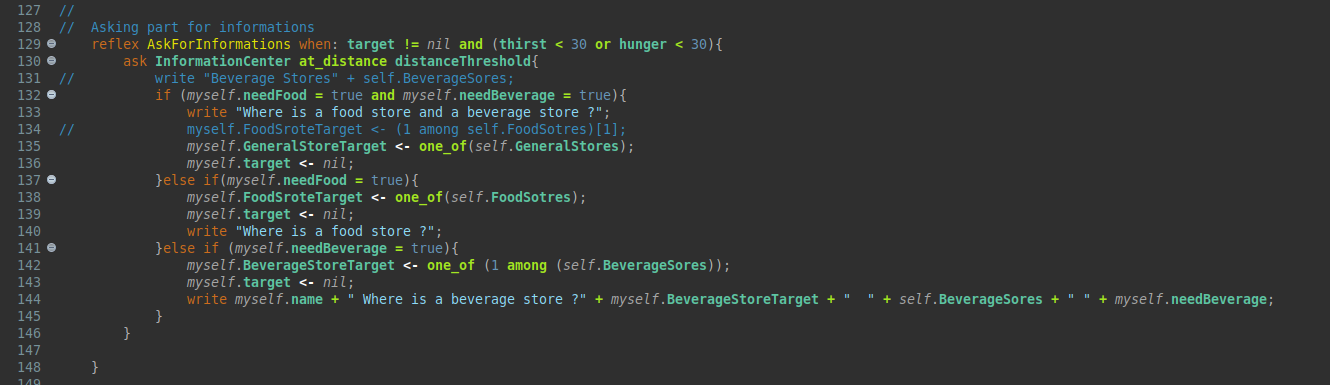 127 //
128 //  Asking part for informations
129     reflex AskForInformations when: target != nil and (thirst < 30 or hunger < 30){
130         ask InformationCenter at_distance distanceThreshold{
131 //          write "Beverage Stores" + self.BeverageSores;
132             if (myself.needFood = true and myself.needBeverage = true){
133                 write "Where is a food store and a beverage store ?";
134 //              myself.FoodSroteTarget <- (1 among self.FoodSotres)[1];
135                 myself.GeneralStoreTarget <- one_of(self.GeneralStores);
136                 myself.target <- nil;
137             }else if(myself.needFood = true){
138                 myself.FoodSroteTarget <- one_of(self.FoodSotres);
139                 myself.target <- nil;
140                 write "Where is a food store ?";
141             }else if (myself.needBeverage = true){
142                 myself.BeverageStoreTarget <- one_of (1 among (self.BeverageSores));
143                 myself.target <- nil;
144                 write myself.name + " Where is a beverage store ?" + myself.BeverageStoreTarget + "  " + self.BeverageSores + " " + myself.needBeverage;
145             }
146         }
147
148     }
149